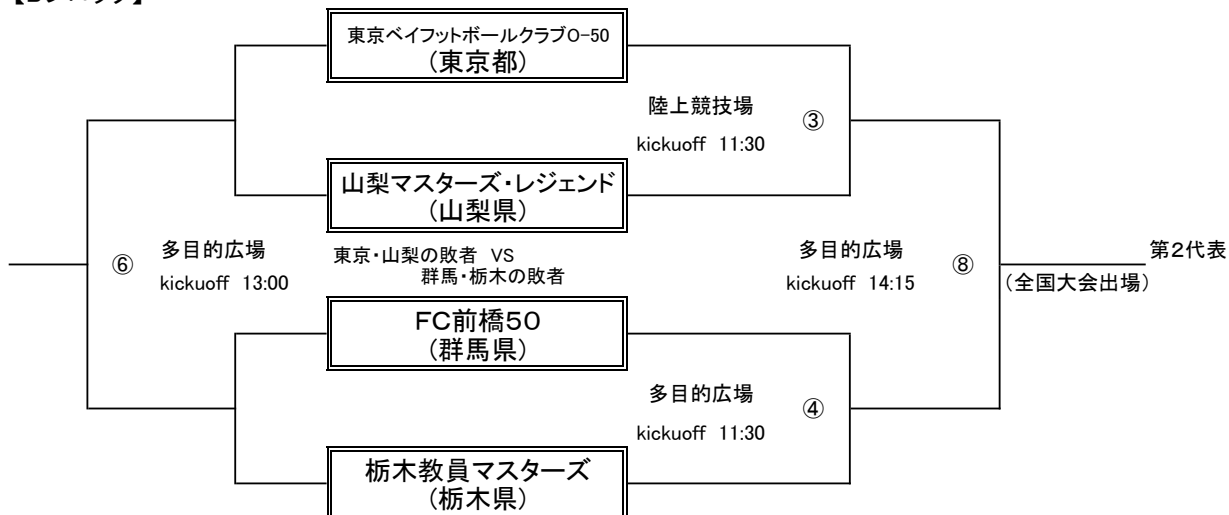 東京ベイフットボールクラブO-50
(東京都)
陸上競技場
③
kickuoff 11:30
山梨マスターズ・レジェンド
(山梨県)
⑥
多目的広場
kickuoff 13:00
東京・山梨の敗者 VS
群馬・栃木の敗者
多目的広場
kickuoff 14:15
⑧
第2代表
(全国大会出場)
FC前橋50
(群馬県)
多目的広場
④
kickuoff 11:30
栃木教員マスターズ
(栃木県)